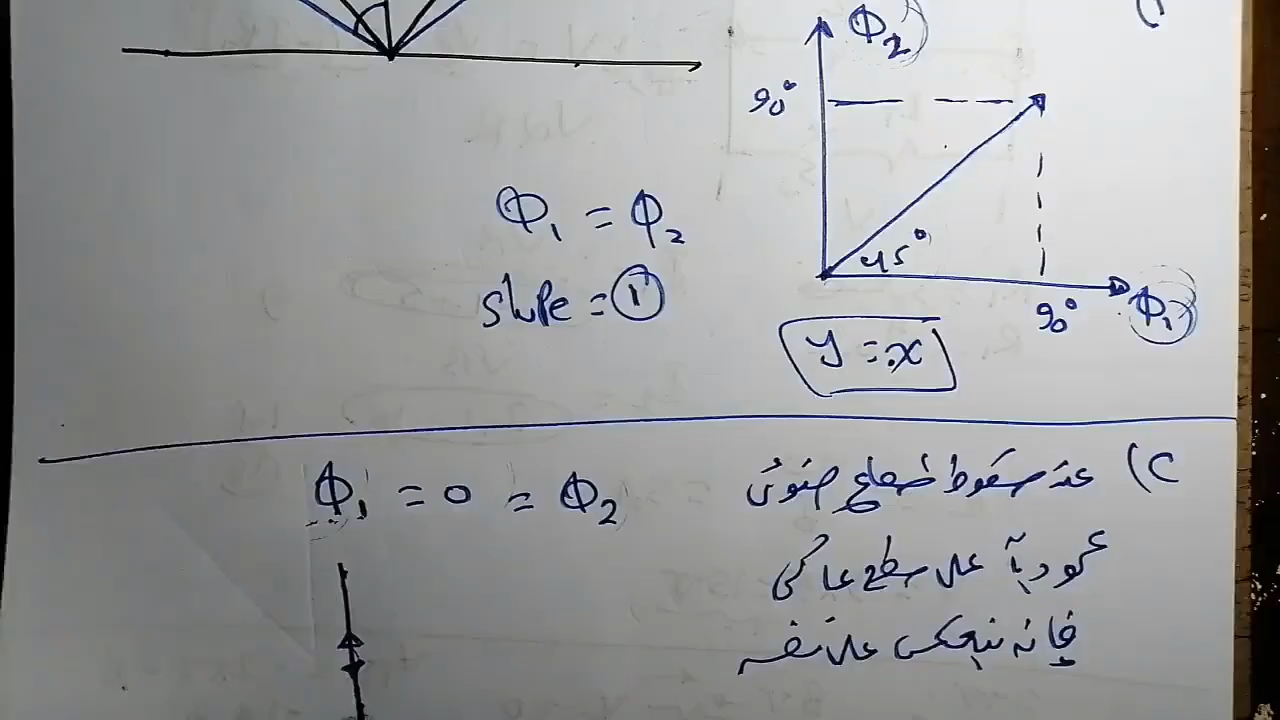 Φ₂
90°
45°
90°
Φ₁
Φ₁ = Φ₂
slope = 1
y = x
C) عند سقوط شعاع ضوئى
Φ₁ = 0 = Φ₂
عمودياً على سطح عاكس
فإنه ينعكس على نفسه